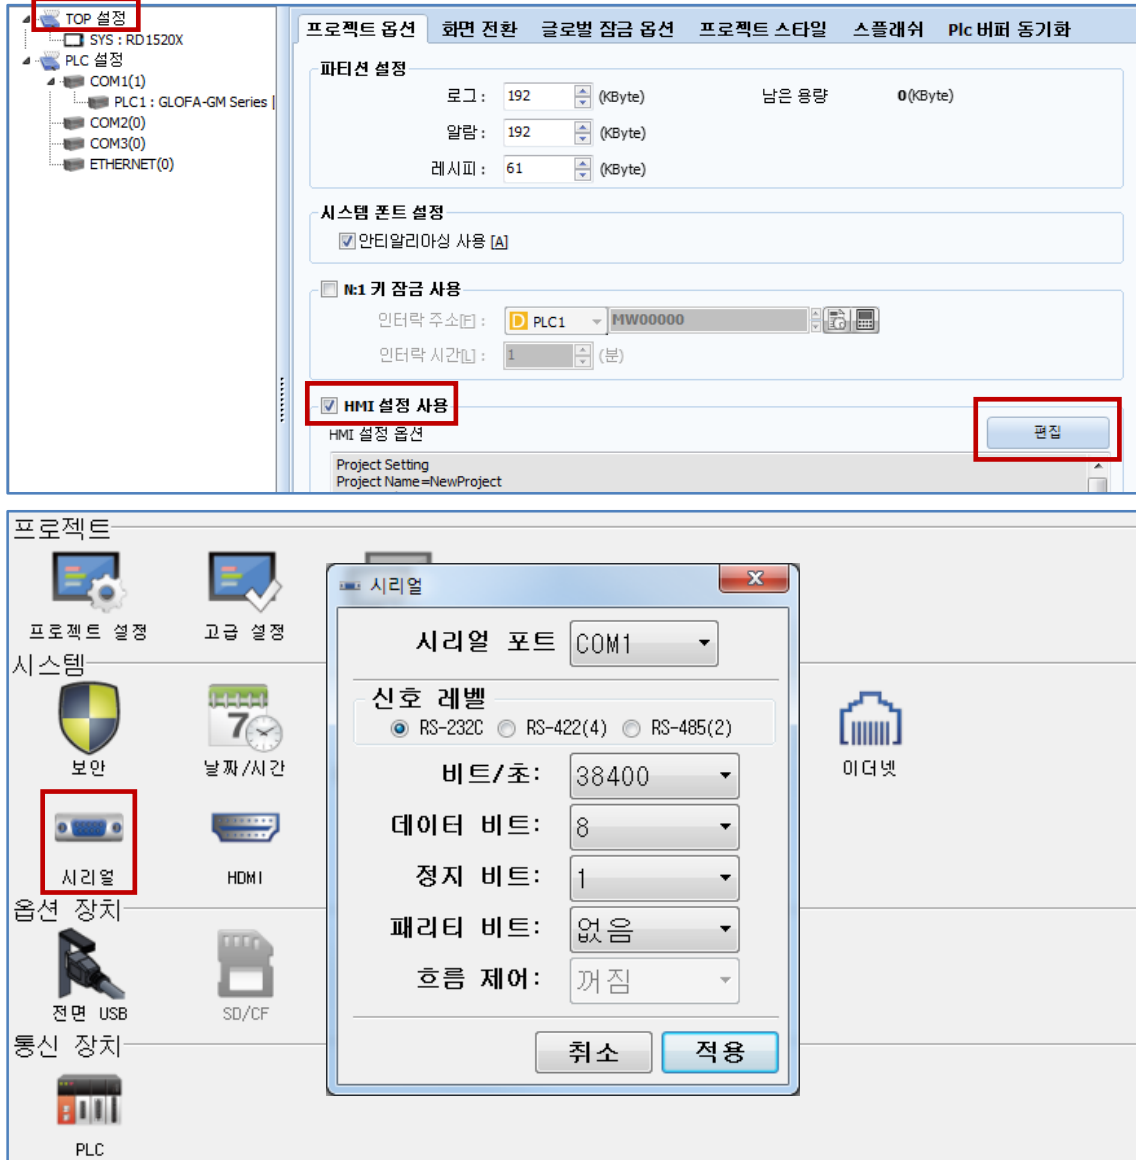 TOP 설정
SYS : RD1520X
PLC 설정
COM1(1)
PLC1 : GLOFA-GM Series |
COM2(0)
COM3(0)
ETHERNET(0)
프로젝트 옵션 화면 전환 글로벌 잠금 옵션 프로젝트 스타일 스플래쉬 Plc 버퍼 동기화
파티션 설정
로그 : 192 (KByte) 남은 용량 0(KByte)
알람 : 192 (KByte)
레시피 : 61 (KByte)
시스템 폰트 설정
안티알리아싱 사용 [A]
N:1 키 잠금 사용
인터락 주소[F] : D PLC1 MW00000
인터락 시간[L] : 1 (분)
HMI 설정 사용
HMI 설정 옵션 편집
Project Setting
Project Name=NewProject
프로젝트
프로젝트 설정 고급 설정
시스템
7
보안 날짜/시간 이더넷
시리얼 HDMI
옵션 장치
전면 USB SD/CF
통신 장치
PLC
시리얼
시리얼 포트 COM1
신호 레벨
RS-232C RS-422(4) RS-485(2)
비트/초: 38400
데이터 비트: 8
정지 비트: 1
패리티 비트: 없음
흐름 제어: 꺼짐
취소 적용